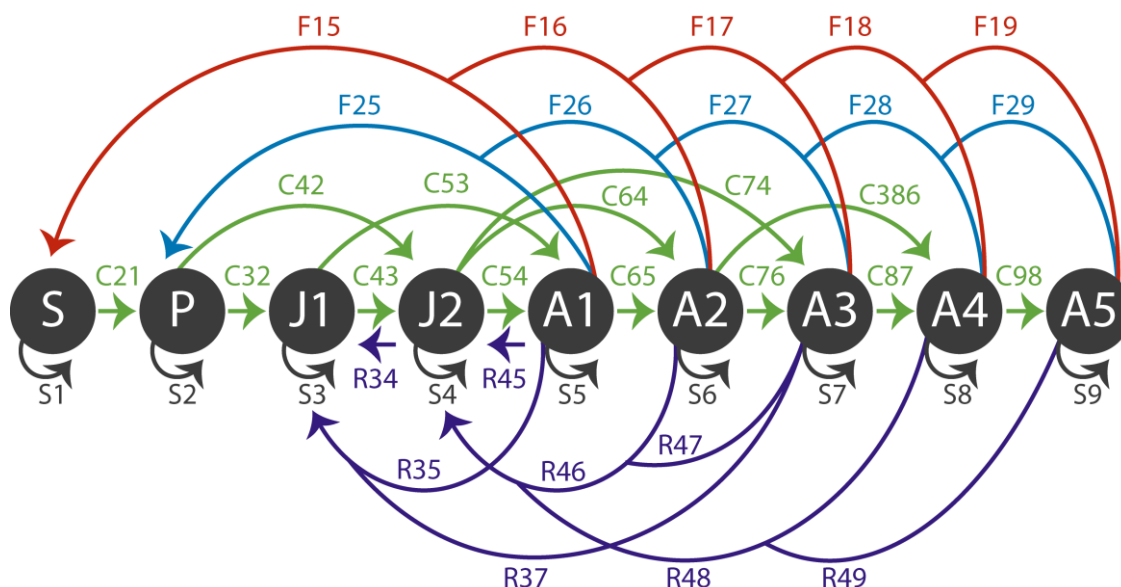 F15 F16 F17 F18 F19
F25 F26 F27 F28 F29
C42 C53 C64 C74 C386
S C21 P C32 J1 C43 J2 C54 A1 C65 A2 C76 A3 C87 A4 C98 A5
R34 R45
S1 S2 S3 S4 S5 S6 S7 S8 S9
R35 R46 R47
R37 R48 R49